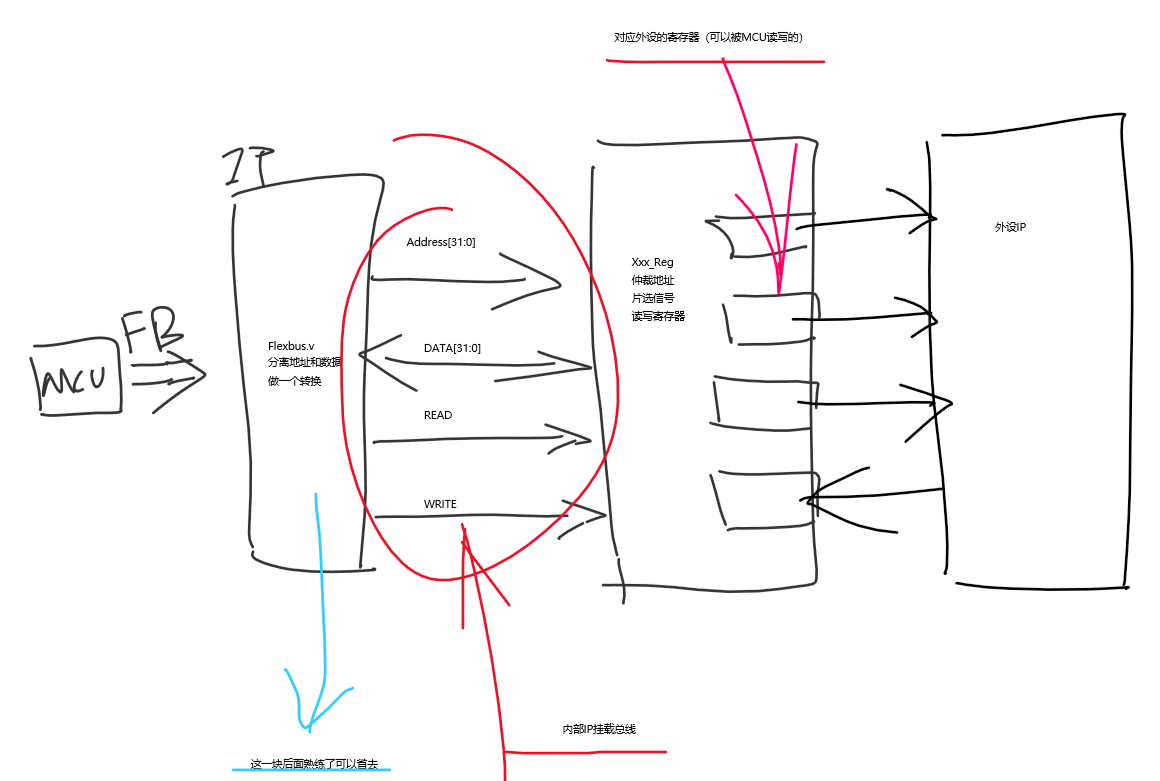 对应外设的寄存器（可以被MCU读写的）
IP
Address[31:0]
外设IP
Xxx_Reg
仲裁地址
片选信号
读写寄存器
FB
MCU
Flexbus.v
分离地址和数据
做一个转换
DATA[31:0]
READ
WRITE
内部IP挂载总线
这一块后面熟练了可以省去